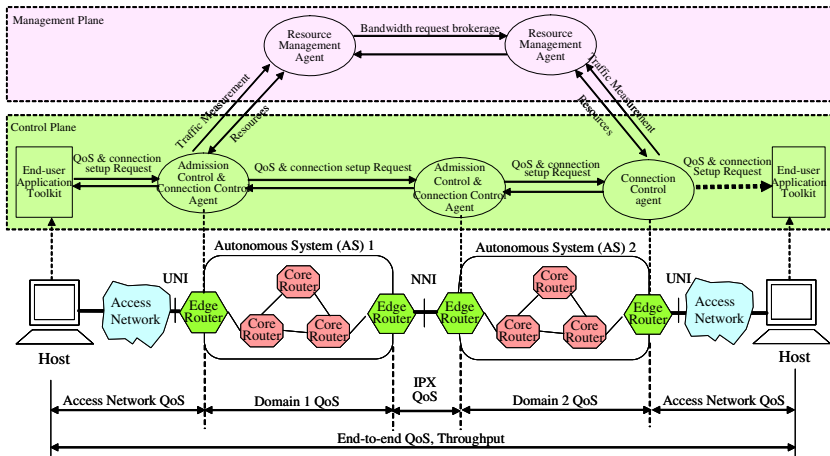 Management Plane
Resource
Management
Agent
Bandwidth request brokerage
Resource
Management
Agent
Traffic Measurement
Resources
Traffic Measurement
Resources
Control Plane
End-user
Application
Toolkit
QoS & connection
setup Request
Admission
Control &
Connection Control
Agent
QoS & connection setup Request
Admission
Control &
Connection Control
Agent
QoS & connection
setup Request
Connection
Control
agent
QoS & connection
Setup Request
End-user
Application
Toolkit
Autonomous System (AS) 1
Autonomous System (AS) 2
UNI
NNI
UNI
Access
Network
Edge
Router
Core
Router
Core
Router
Core
Router
Edge
Router
Edge
Router
Core
Router
Core
Router
Core
Router
Edge
Router
Access
Network
Host
Host
Access Network QoS
Domain 1 QoS
IPX
QoS
Domain 2 QoS
Access Network QoS
End-to-end QoS, Throughput